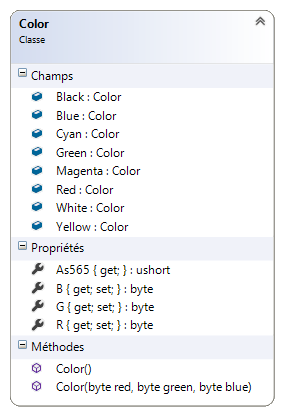 Color
Classe
Champs
Black : Color
Blue : Color
Cyan : Color
Green : Color
Magenta : Color
Red : Color
White : Color
Yellow : Color
Propriétés
As565 { get; } : ushort
B { get; set; } : byte
G { get; set; } : byte
R { get; set; } : byte
Méthodes
Color()
Color(byte red, byte green, byte blue)